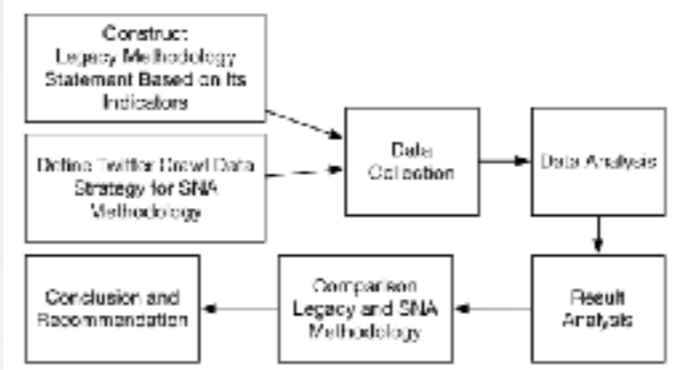 Construct
Legacy Methodology
Statement Based on Its
Indicators
Define Twitter Crawl Data
Strategy for SNA
Methodology
Data
Collection
Data Analysis
Result
Analysis
Comparison
Legacy and SNA
Methodology
Conclusion and
Recommendation